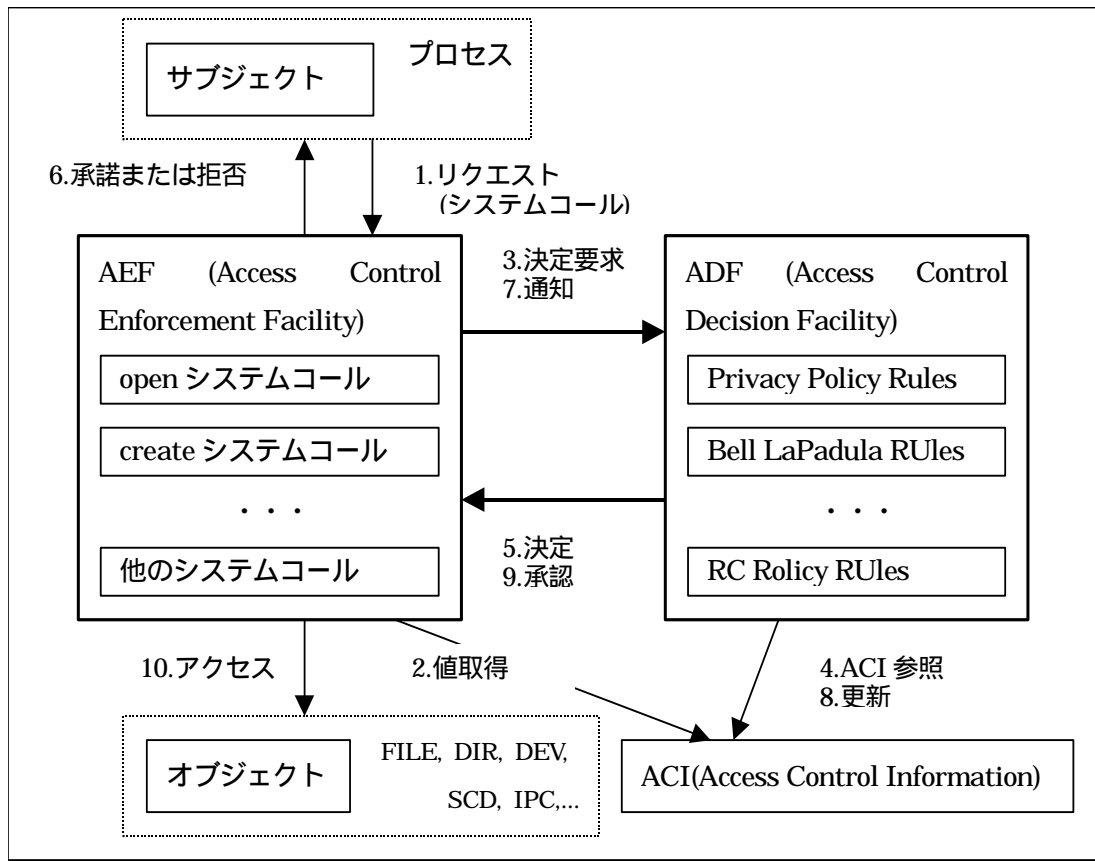 プロセス
サブジェクト
6.承諾または拒否
1.リクエスト
(システムコール)
AEF (Access Control
Enforcement Facility)
open システムコール
create システムコール
・・・
他のシステムコール
3.決定要求
7.通知
ADF (Access Control
Decision Facility)
Privacy Policy Rules
Bell LaPadula RUles
・・・
RC Rolicy RUles
5.決定
9.承認
10.アクセス
2.値取得
4.ACI 参照
8.更新
オブジェクト
FILE, DIR, DEV,
SCD, IPC,...
ACI(Access Control Information)